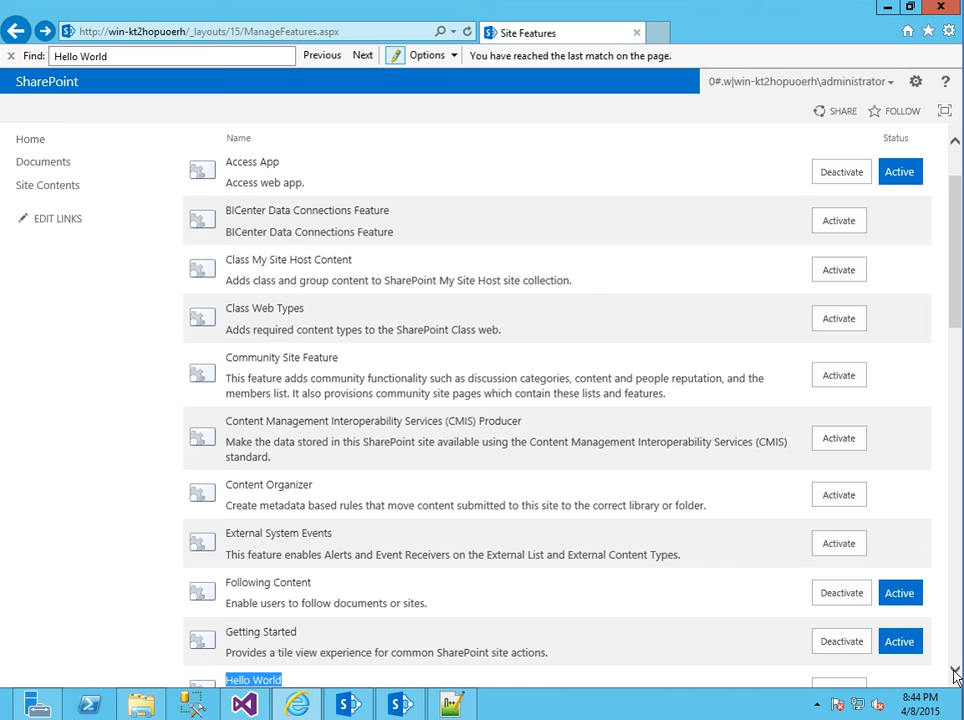 http://win-kt2hopuoerh/_layouts/15/ManageFeatures.aspx
Site Features
Find: Hello World Previous Next Options You have reached the last match on the page.
SharePoint
0#.w|win-kt2hopuoerh\administrator
SHARE FOLLOW
Home
Documents
Site Contents
EDIT LINKS
Name Status
Access App
Access web app.
Deactivate Active
BICenter Data Connections Feature
BICenter Data Connections Feature
Activate
Class My Site Host Content
Adds class and group content to SharePoint My Site Host site collection.
Activate
Class Web Types
Adds required content types to the SharePoint Class web.
Activate
Community Site Feature
This feature adds community functionality such as discussion categories, content and people reputation, and the
members list. It also provisions community site pages which contain these lists and features.
Activate
Content Management Interoperability Services (CMIS) Producer
Make the data stored in this SharePoint site available using the Content Management Interoperability Services (CMIS)
standard.
Activate
Content Organizer
Create metadata based rules that move content submitted to this site to the correct library or folder.
Activate
External System Events
This feature enables Alerts and Event Receivers on the External List and External Content Types.
Activate
Following Content
Enable users to follow documents or sites.
Deactivate Active
Getting Started
Provides a tile view experience for common SharePoint site actions.
Deactivate Active
Hello World
8:44 PM
4/8/2015